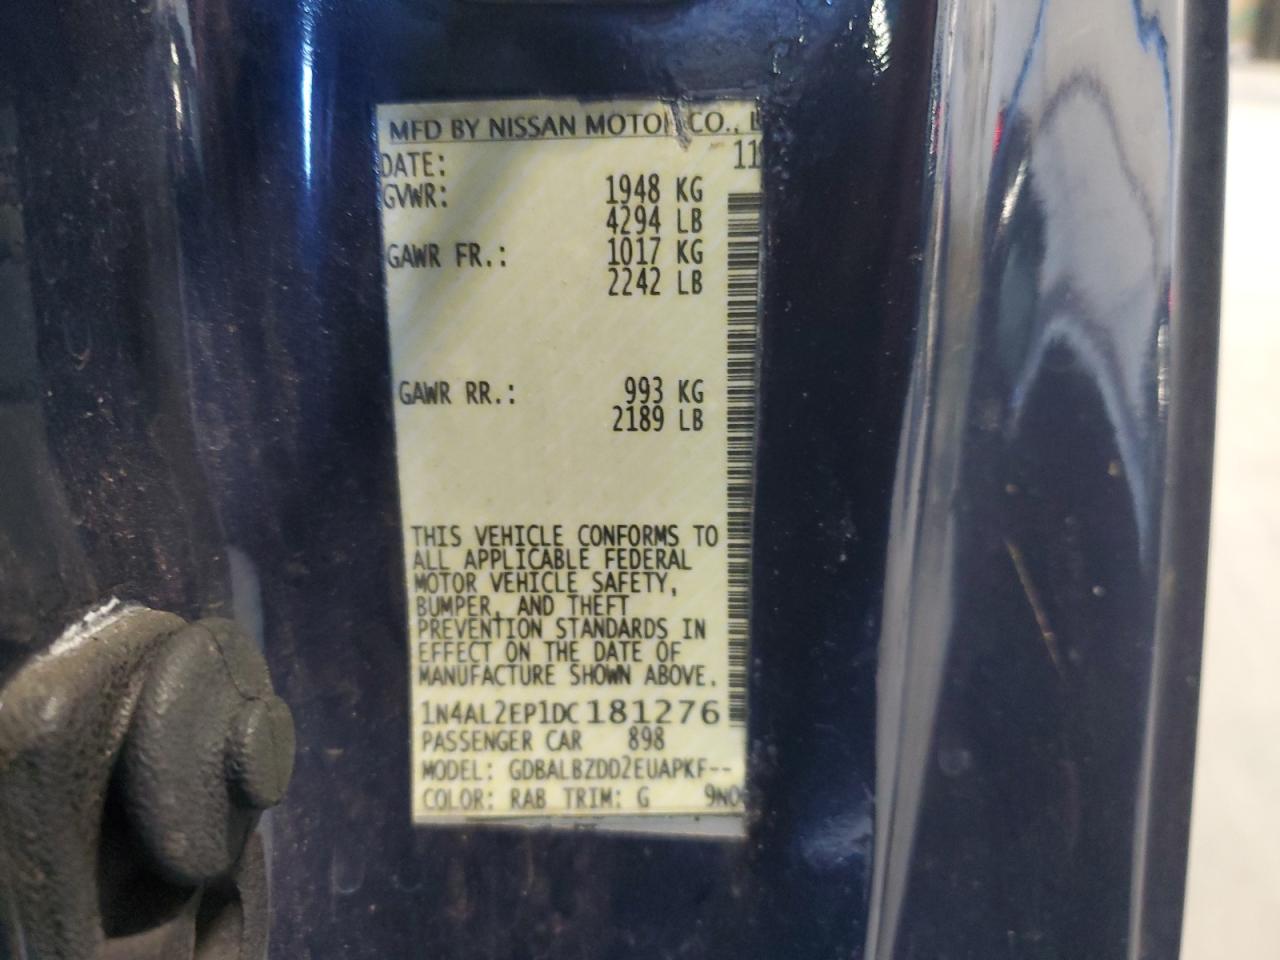 MFD BY NISSAN MOTOR CO.,
DATE: 11
GVWR: 1948 KG
4294 LB
GAWR FR.: 1017 KG
2242 LB
GAWR RR.: 993 KG
2189 LB
THIS VEHICLE CONFORMS TO
ALL APPLICABLE FEDERAL
MOTOR VEHICLE SAFETY,
BUMPER, AND THEFT
PREVENTION STANDARDS IN
EFFECT ON THE DATE OF
MANUFACTURE SHOWN ABOVE.
1N4AL2EP1DC181276
PASSENGER CAR 898
MODEL: GDBALBZDD2EUAPKF--
COLOR: RAB TRIM: G